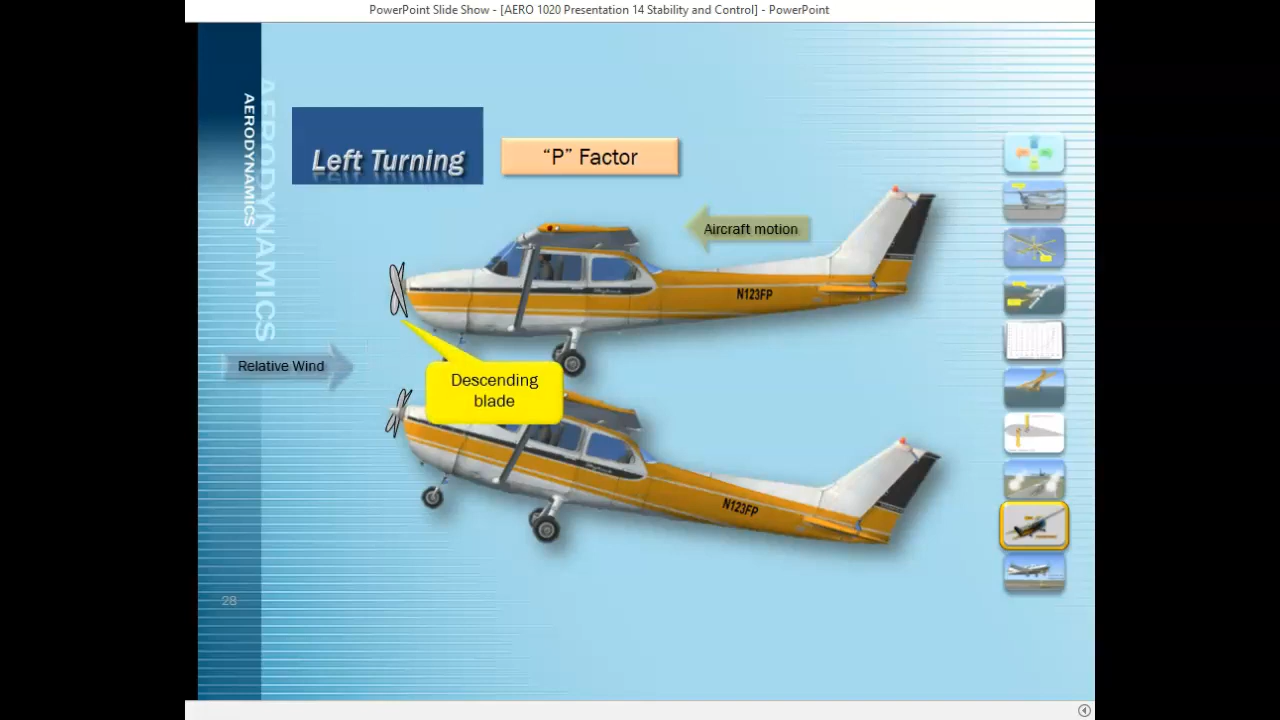 PowerPoint Slide Show - [AERO 1020 Presentation 14 Stability and Control] - PowerPoint
AERODYNAMICS
AERODYNAMICS
Left Turning
“P” Factor
Aircraft motion
N123FP
Relative Wind
Descending
blade
N123FP
28